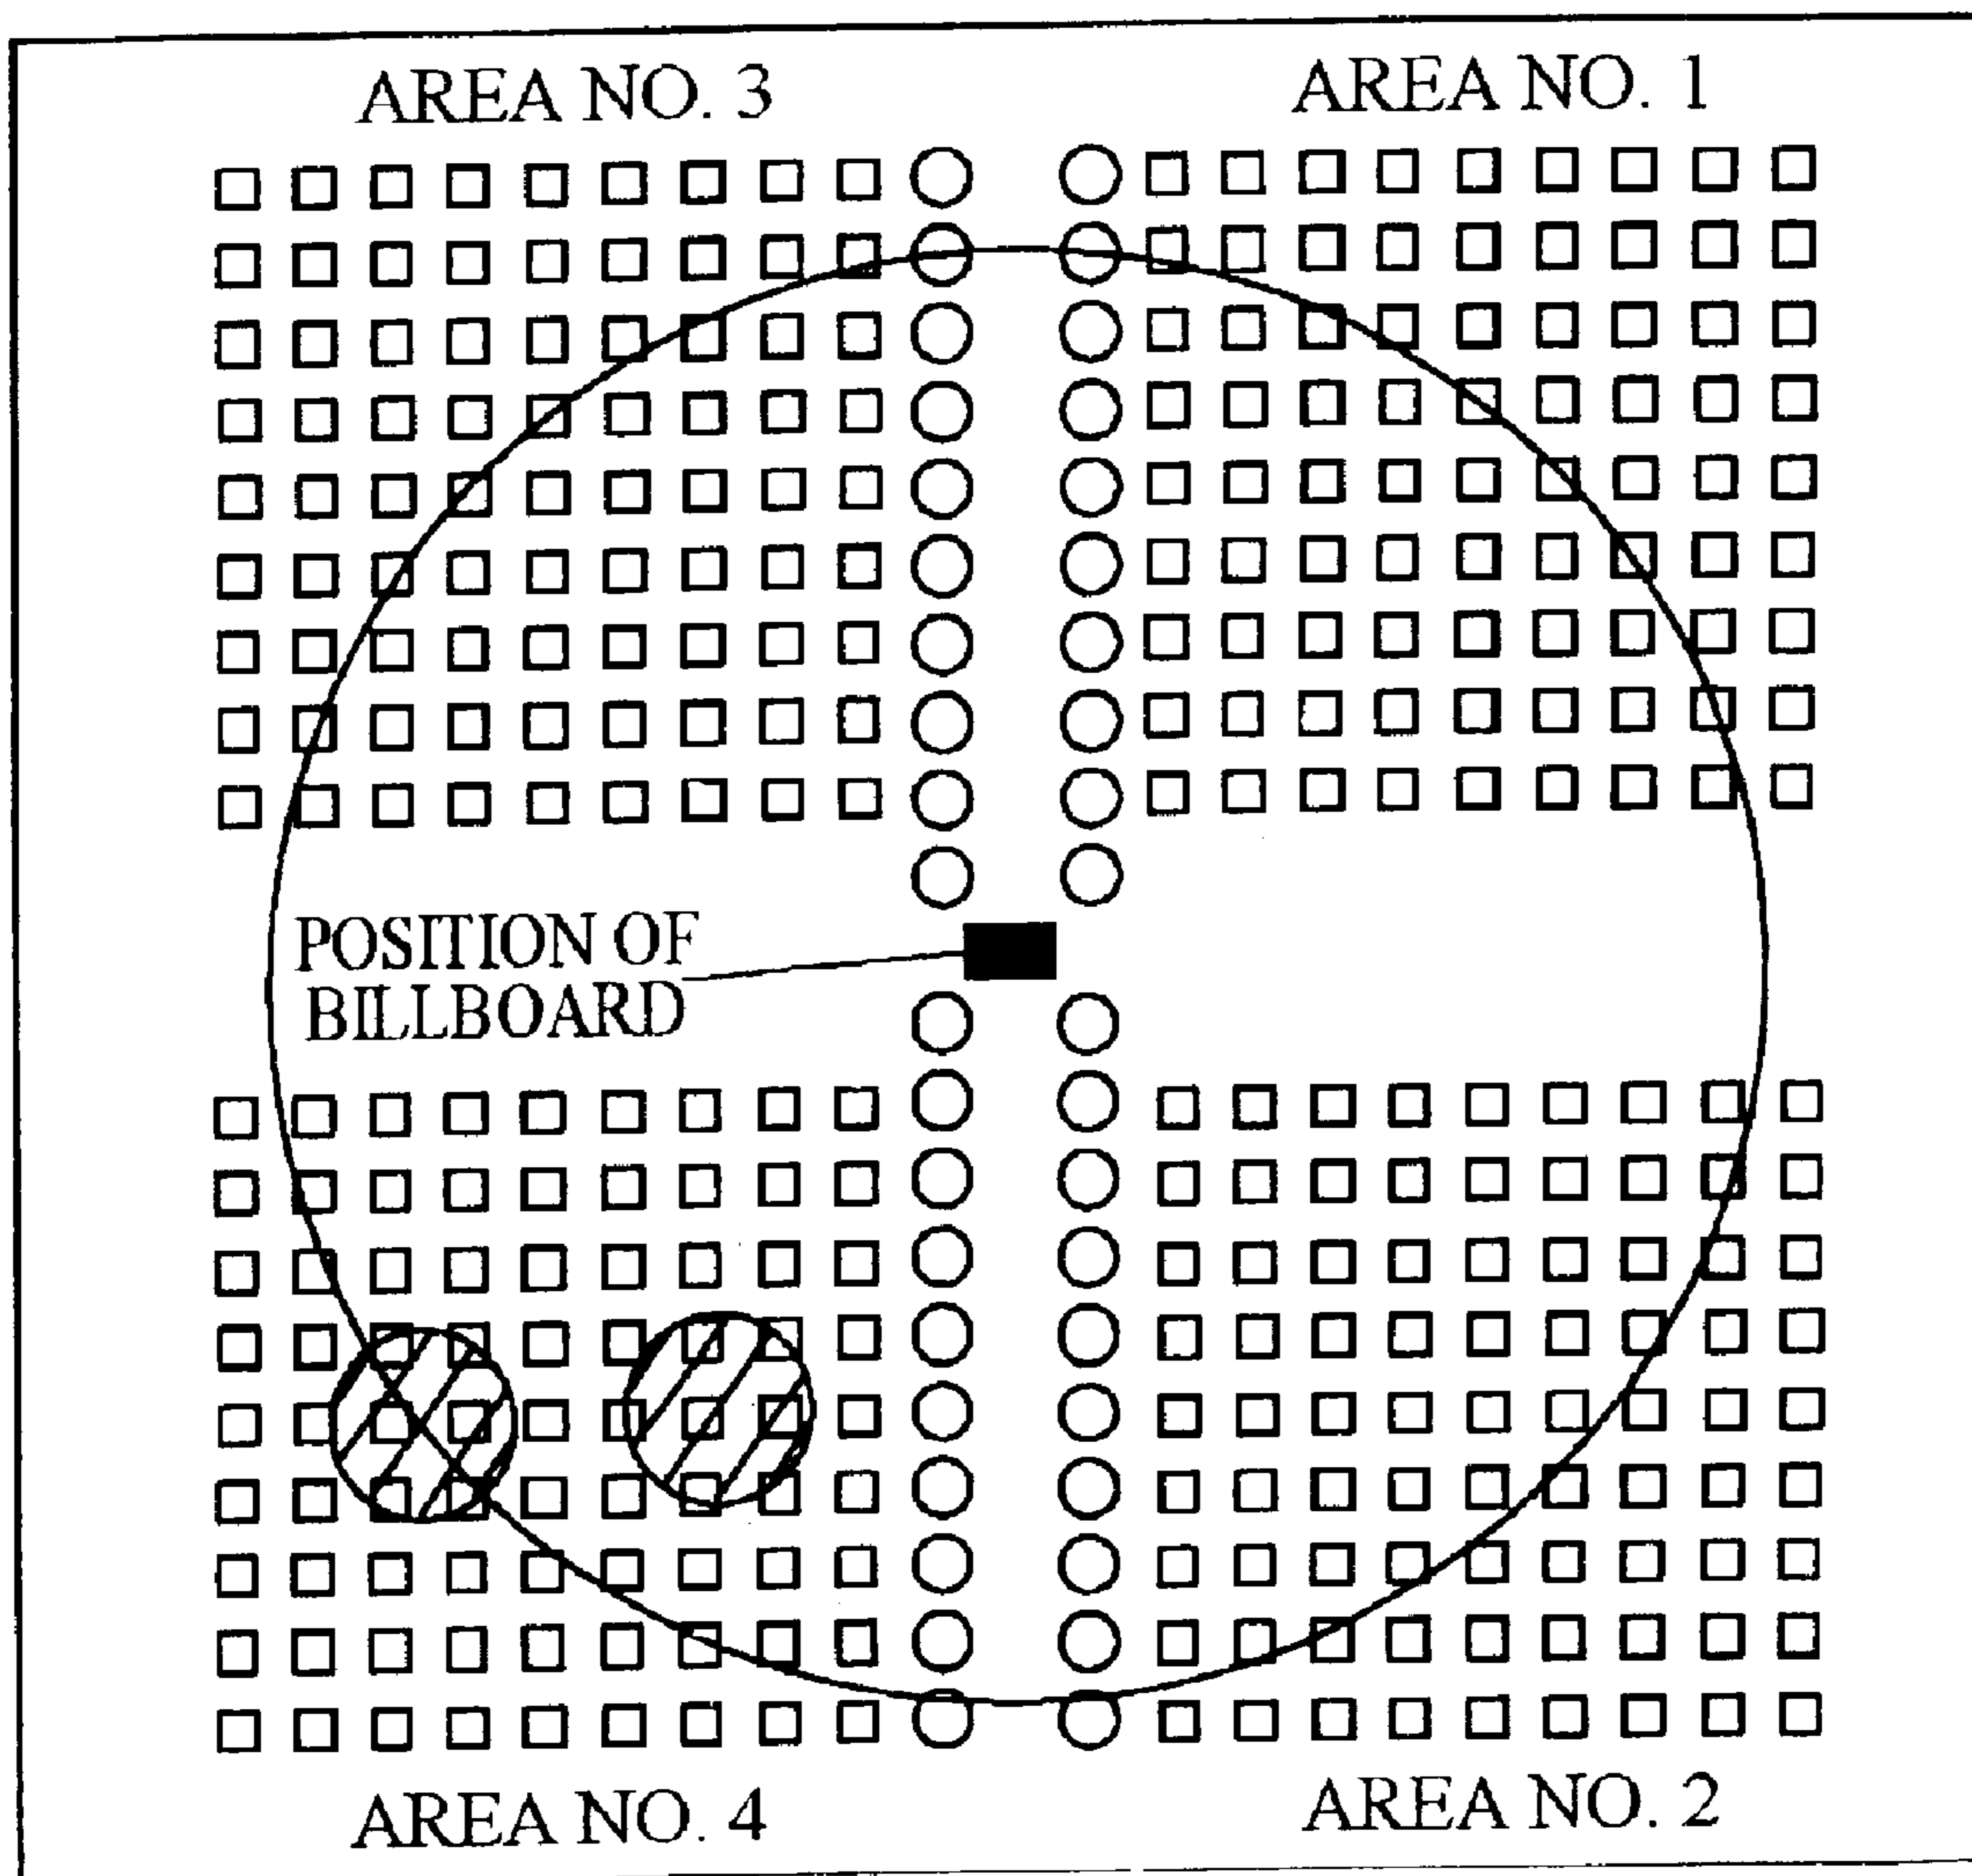 AREA NO. 3
AREA NO. 1
POSITION OF
BILLBOARD
AREA NO. 4
AREA NO. 2